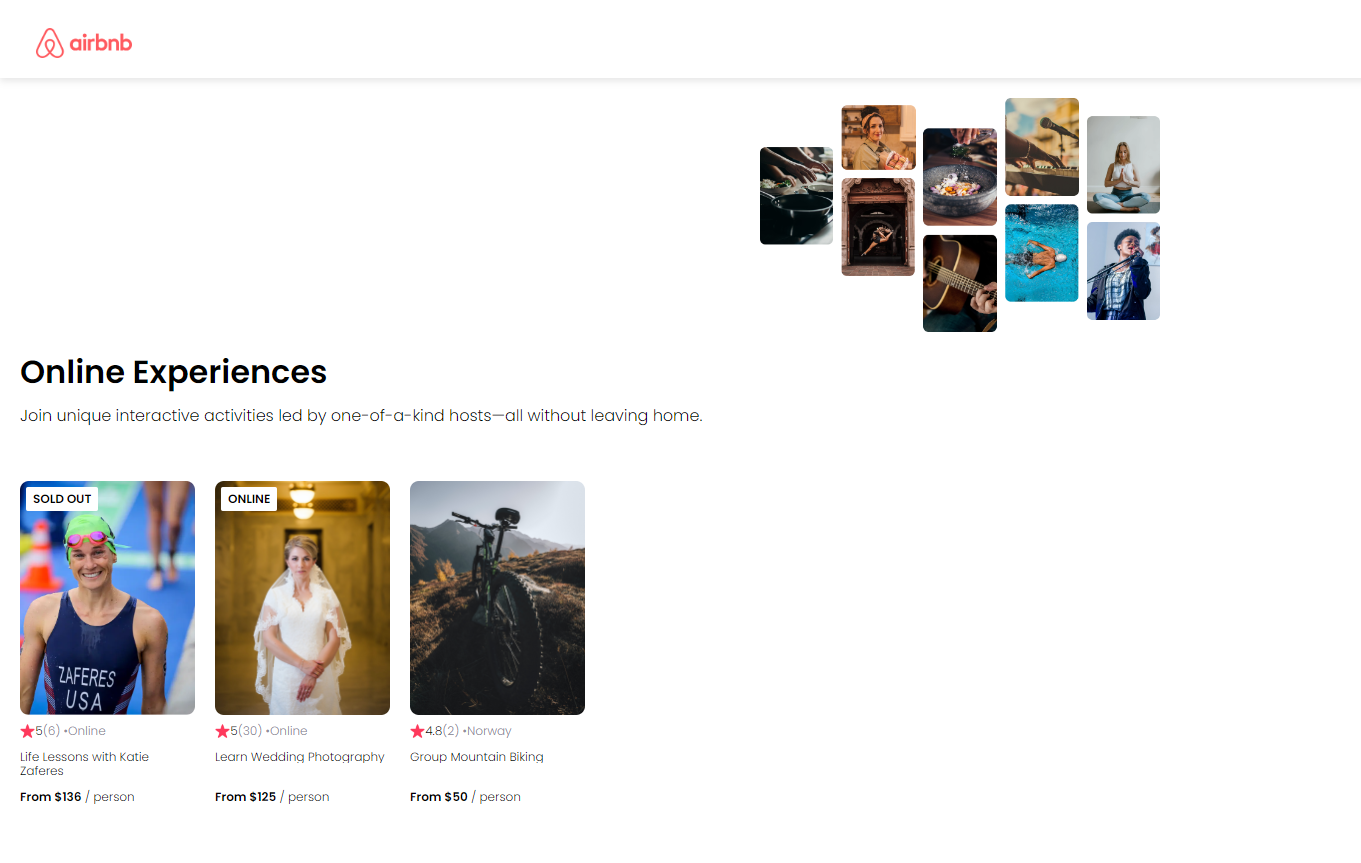 airbnb
Online Experiences
Join unique interactive activities led by one-of-a-kind hosts—all without leaving home.
SOLD OUT
ZAFERES
USA
5(6) •Online
Life Lessons with Katie
Zaferes
From $136 / person
ONLINE
5(30) •Online
Learn Wedding Photography
From $125 / person
4.8(2) •Norway
Group Mountain Biking
From $50 / person